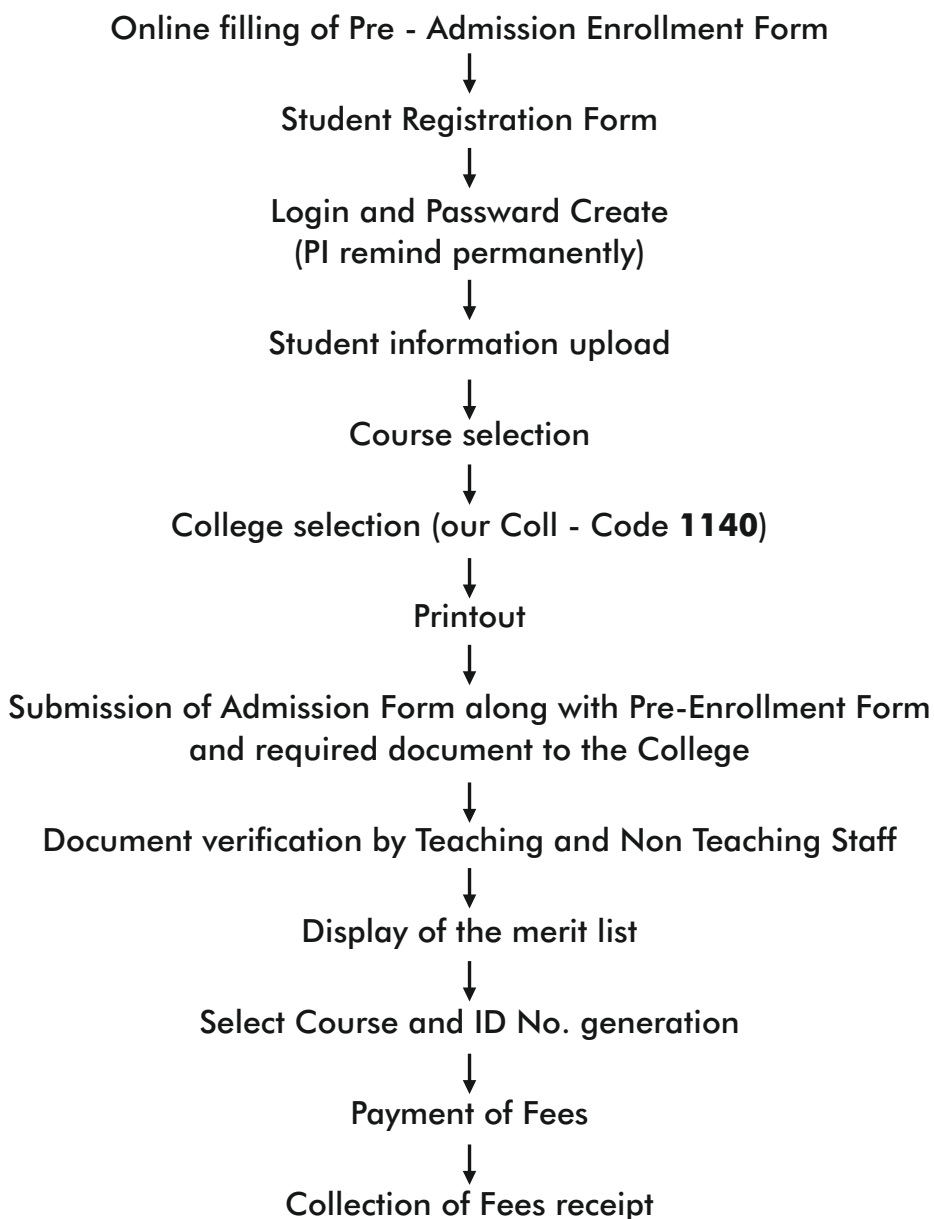 Online filling of Pre - Admission Enrollment Form
Student Registration Form
Login and Passward Create
(PI remind permanently)
Student information upload
Course selection
College selection (our Coll - Code 1140)
Printout
Submission of Admission Form along with Pre-Enrollment Form
and required document to the College
Document verification by Teaching and Non Teaching Staff
Display of the merit list
Select Course and ID No. generation
Payment of Fees
Collection of Fees receipt